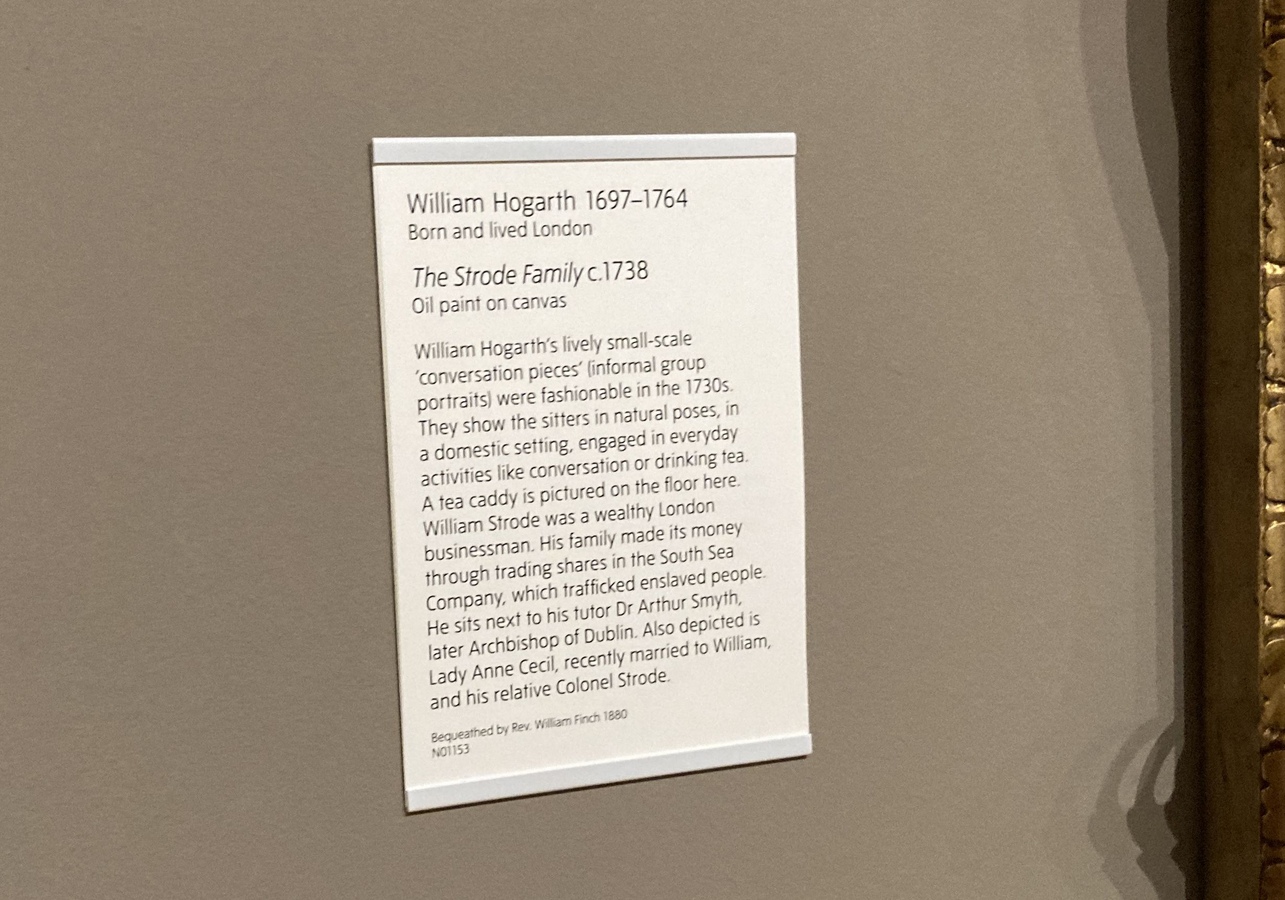 William Hogarth 1697–1764
Born and lived London
The Strode Family c.1738
Oil paint on canvas
William Hogarth's lively small-scale
'conversation pieces' (informal group
portraits) were fashionable in the 1730s.
They show the sitters in natural poses, in
a domestic setting, engaged in everyday
activities like conversation or drinking tea.
A tea caddy is pictured on the floor here.
William Strode was a wealthy London
businessman. His family made its money
through trading shares in the South Sea
Company, which trafficked enslaved people.
He sits next to his tutor Dr Arthur Smyth,
later Archbishop of Dublin. Also depicted is
Lady Anne Cecil, recently married to William,
and his relative Colonel Strode.
Bequeathed by Rev. William Finch 1880
N01153